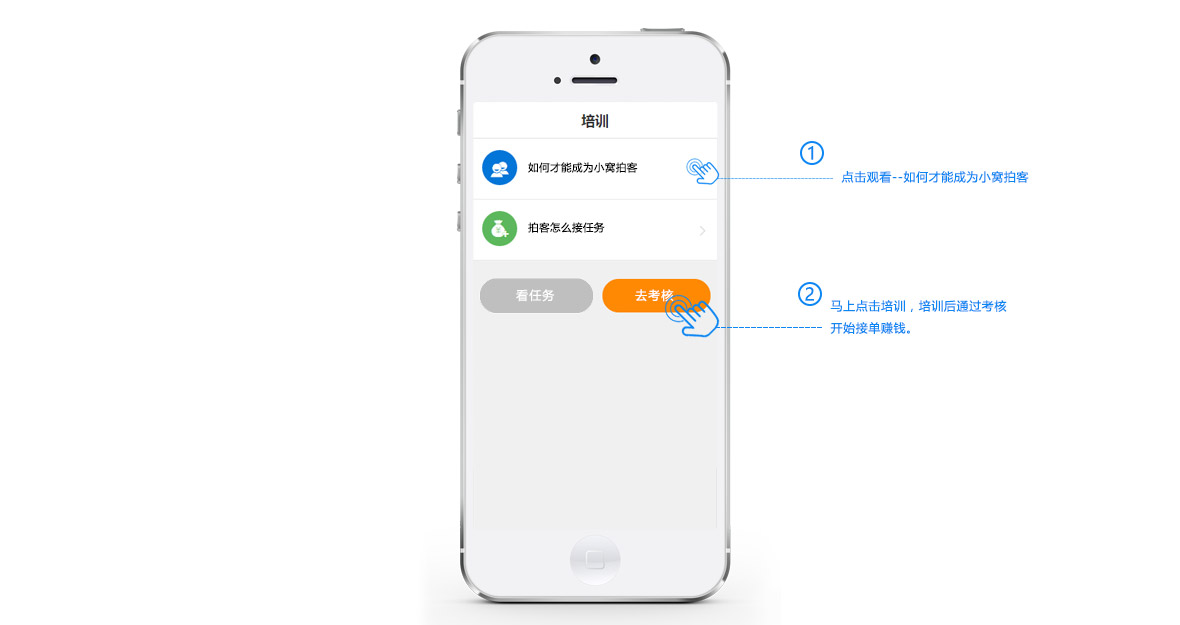 培训
如何才能成为小窝拍客
拍客怎么接任务
看任务
去考核
①
点击观看--如何才能成为小窝拍客
②
马上点击培训，培训后通过考核
开始接单赚钱。